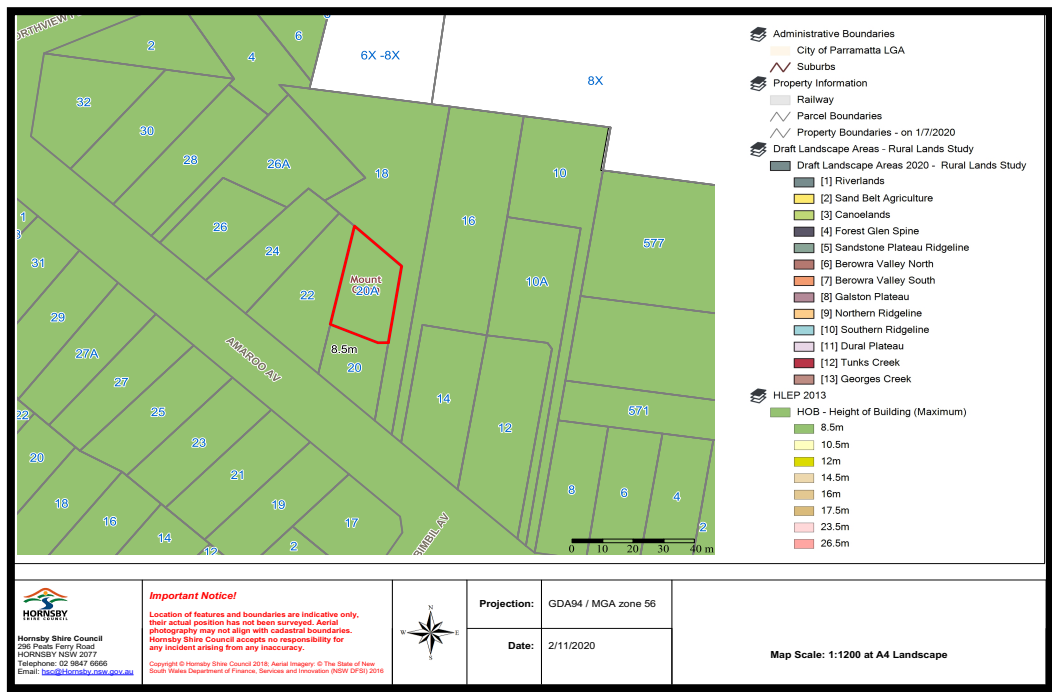 ORTHVIEW
2
4
6
6X -8X
8X
32
30
28
26A
18
10
16
26
24
577
1
31
22
Mount
20A
10A
29
8.5m
27A
AMAROO AV
20
27
14
571
25
22
12
23
20
21
8
6
4
18
19
16
17
2
14
BIMBIL AV
12
2
0 10 20 30 40 m
Administrative Boundaries
City of Parramatta LGA
Suburbs
Property Information
Railway
Parcel Boundaries
Property Boundaries - on 1/7/2020
Draft Landscape Areas - Rural Lands Study
Draft Landscape Areas 2020 - Rural Lands Study
[1] Riverlands
[2] Sand Belt Agriculture
[3] Canoelands
[4] Forest Glen Spine
[5] Sandstone Plateau Ridgeline
[6] Berowra Valley North
[7] Berowra Valley South
[8] Galston Plateau
[9] Northern Ridgeline
[10] Southern Ridgeline
[11] Dural Plateau
[12] Tunks Creek
[13] Georges Creek
HLEP 2013
HOB - Height of Building (Maximum)
8.5m
10.5m
12m
14.5m
16m
17.5m
23.5m
26.5m
HORNSBY
SHIRE COUNCIL
Hornsby Shire Council
296 Peats Ferry Road
HORNSBY NSW 2077
Telephone: 02 9847 6666
Email: hsc@Hornsby.nsw.gov.au
Important Notice!
Location of features and boundaries are indicative only,
their actual position has not been surveyed. Aerial
photography may not align with cadastral boundaries.
Hornsby Shire Council accepts no responsibility for
any incident arising from any inaccuracy.
Copyright © Hornsby Shire Council 2018; Aerial Imagery: © The State of New
South Wales Department of Finance, Services and Innovation (NSW DFSI) 2016
N
W E
S
Projection: GDA94 / MGA zone 56
Date: 2/11/2020
Map Scale: 1:1200 at A4 Landscape